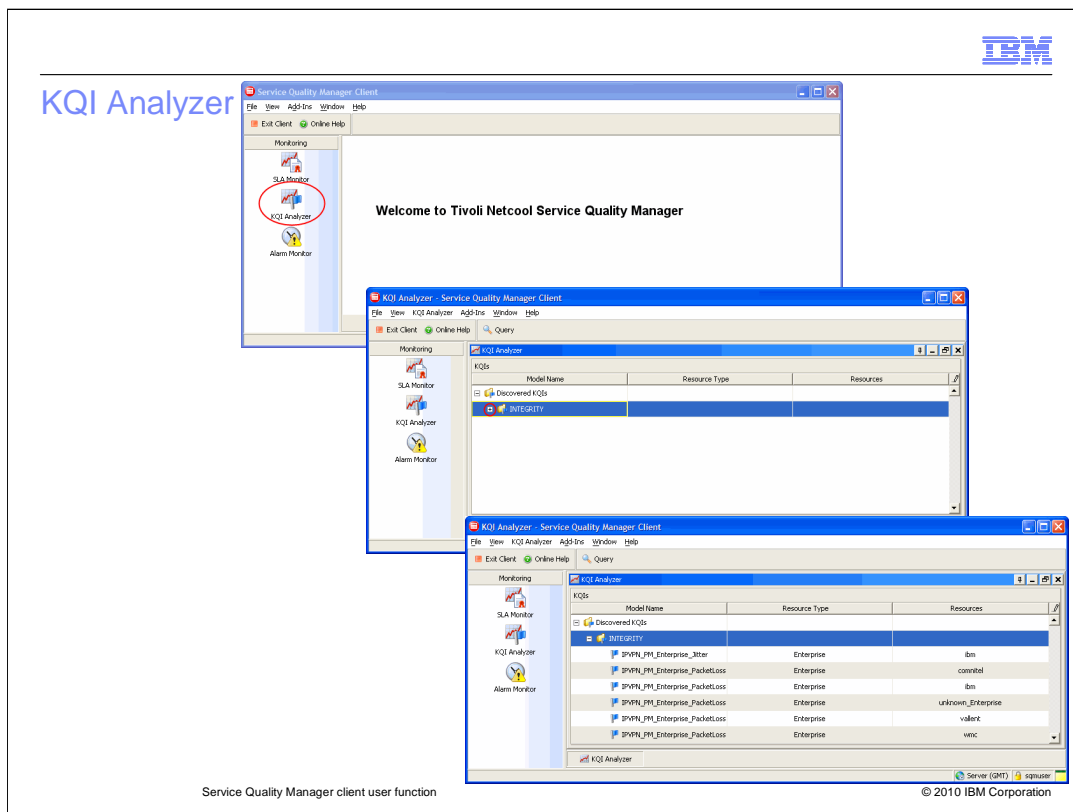 IBM
KQI Analyzer
Service Quality Manager Client
File View Add-Ins Window Help
Exit Client Online Help
Monitoring
SLA Monitor
KQI Analyzer
Alarm Monitor
Welcome to Tivoli Netcool Service Quality Manager
KQI Analyzer - Service Quality Manager Client
File View KQI Analyzer Add-Ins Window Help
Exit Client Online Help Query
Monitoring
SLA Monitor
KQI Analyzer
Alarm Monitor
KQI Analyzer
KQIs
Model Name Resource Type Resources
Discovered KQIs
INTEGRITY
KQI Analyzer - Service Quality Manager Client
File View KQI Analyzer Add-Ins Window Help
Exit Client Online Help Query
Monitoring
SLA Monitor
KQI Analyzer
Alarm Monitor
KQI Analyzer
KQIs
Model Name Resource Type Resources
Discovered KQIs
INTEGRITY
IPVPN_PM_Enterprise_Jitter Enterprise ibm
IPVPN_PM_Enterprise_PacketLoss Enterprise comnitel
IPVPN_PM_Enterprise_PacketLoss Enterprise ibm
IPVPN_PM_Enterprise_PacketLoss Enterprise unknown_Enterprise
IPVPN_PM_Enterprise_PacketLoss Enterprise vallent
IPVPN_PM_Enterprise_PacketLoss Enterprise wmc
KQI Analyzer
Server (GMT) sqmuser
Service Quality Manager client user function
© 2010 IBM Corporation